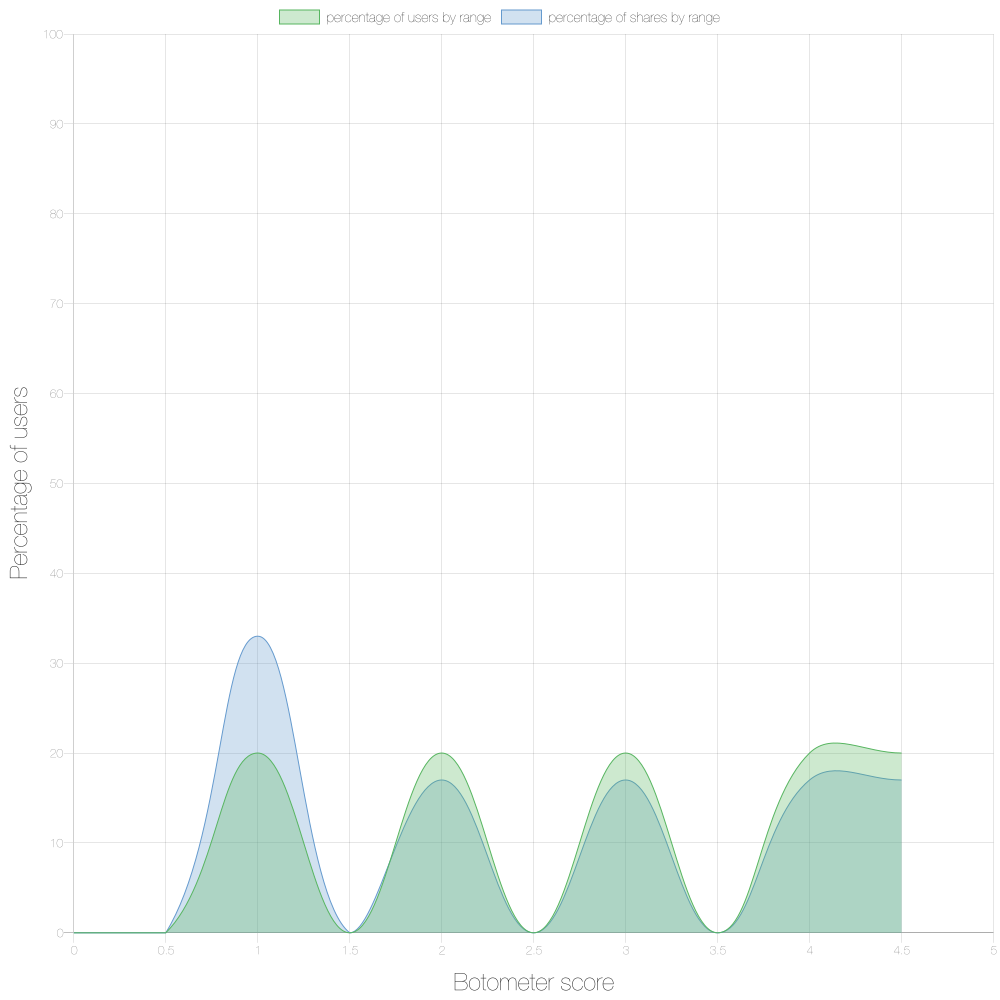 percentage of users by range percentage of shares by range
100
90
80
70
60
50
40
30
20
10
0
Percentage of users
0 0.5 1 1.5 2 2.5 3 3.5 4 4.5 5
Botometer score